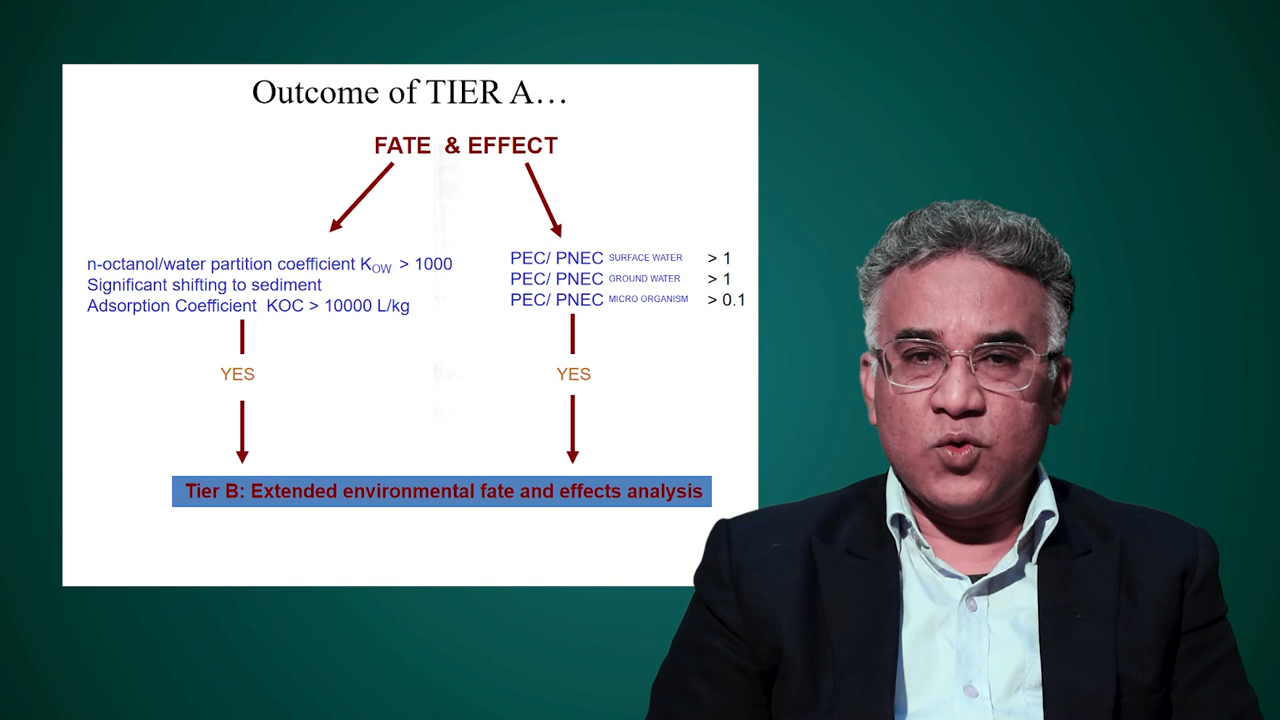 Outcome of TIER A…
FATE & EFFECT
n-octanol/water partition coefficient KOW > 1000
Significant shifting to sediment
Adsorption Coefficient KOC > 10000 L/kg
PEC/ PNEC SURFACE WATER > 1
PEC/ PNEC GROUND WATER > 1
PEC/ PNEC MICRO ORGANISM > 0.1
YES
YES
Tier B: Extended environmental fate and effects analysis